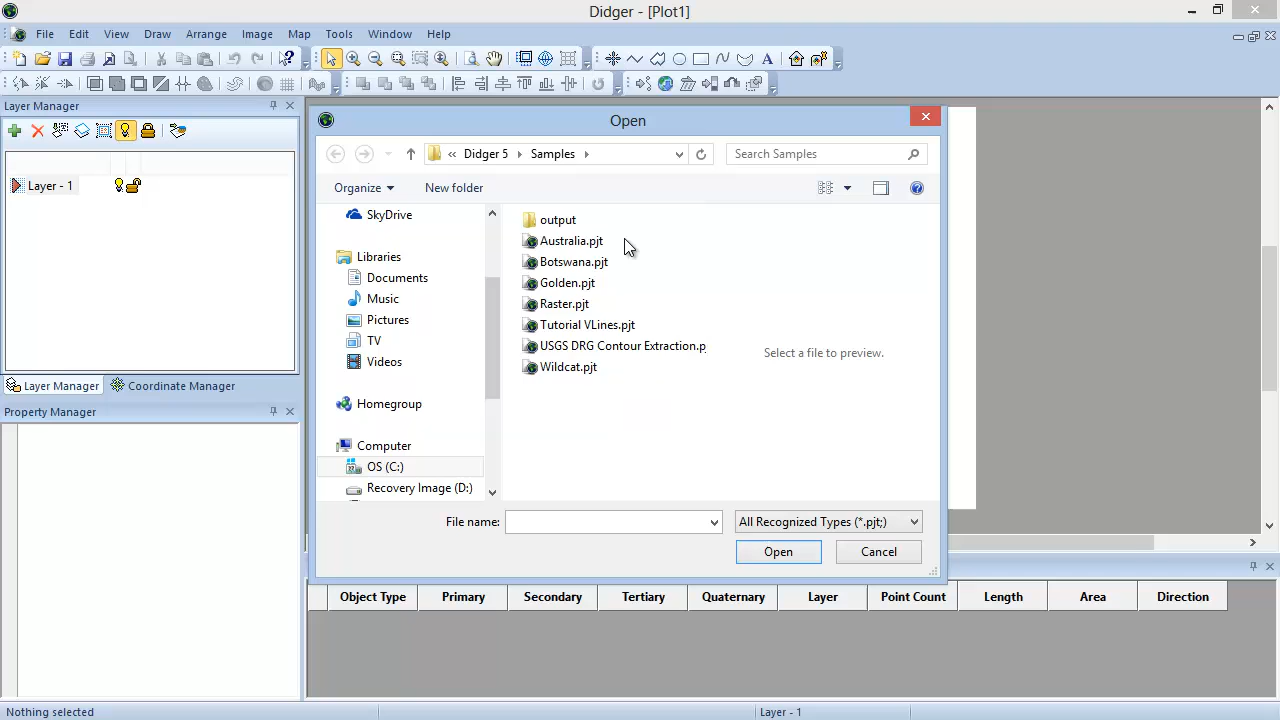 Didger - [Plot1]
File Edit View Draw Arrange Image Map Tools Window Help
Layer Manager
Layer - 1
Layer Manager
Coordinate Manager
Property Manager
Open
« Didger 5 Samples
Search Samples
Organize
New folder
SkyDrive
Libraries
Documents
Music
Pictures
TV
Videos
Homegroup
Computer
OS (C:)
Recovery Image (D:)
output
Australia.pjt
Botswana.pjt
Golden.pjt
Raster.pjt
Tutorial VLines.pjt
USGS DRG Contour Extraction.p
Wildcat.pjt
Select a file to preview.
File name:
All Recognized Types (*.pjt;)
Open
Cancel
Object Type Primary Secondary Tertiary Quaternary Layer Point Count Length Area Direction
Nothing selected
Layer - 1